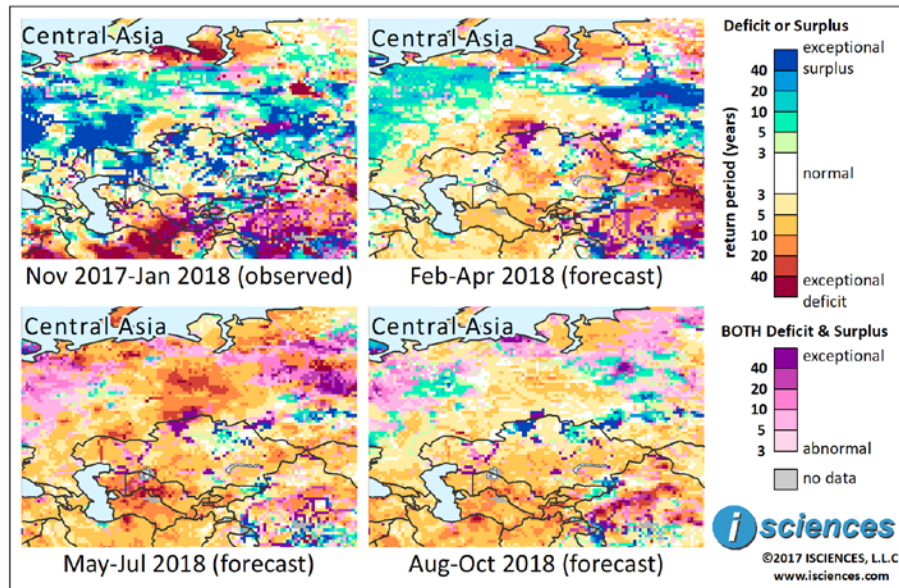 Central Asia
Nov 2017-Jan 2018 (observed)
Central Asia
Feb-Apr 2018 (forecast)
Central Asia
May-Jul 2018 (forecast)
Central Asia
Aug-Oct 2018 (forecast)
Deficit or Surplus
return period (years)
exceptional
surplus
40
20
10
5
3
normal
3
5
10
20
40
exceptional
deficit
BOTH Deficit & Surplus
exceptional
40
20
10
5
3
abnormal
no data
i sciences
©2017 ISCIENCES, L.L.C.
www.isciences.com